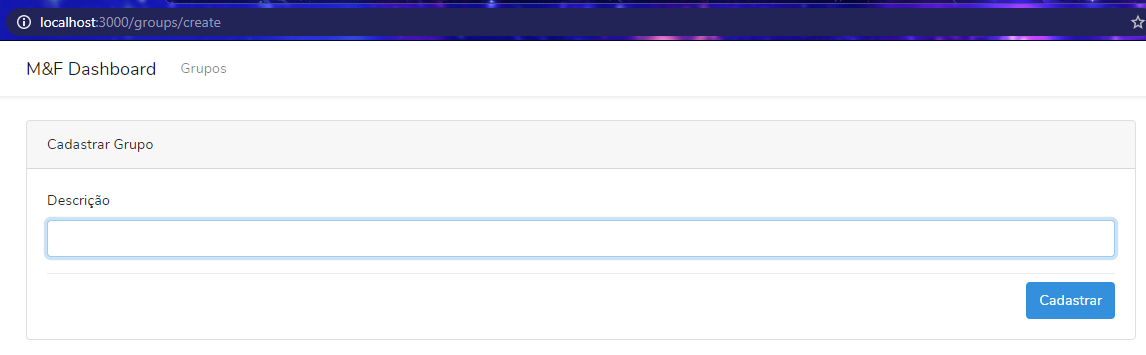 localhost:3000/groups/create
M&F Dashboard Grupos
Cadastrar Grupo
Descrição
Cadastrar